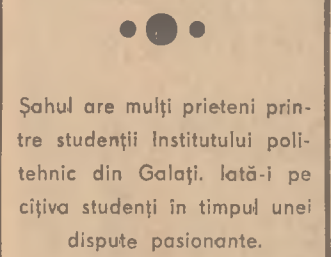 Șahul are mulți prieteni prin-
tre studenții Institutului poli-
tehnic din Galați. Iată-i pe
cîțiva studenți în timpul unei
dispute pasionante.